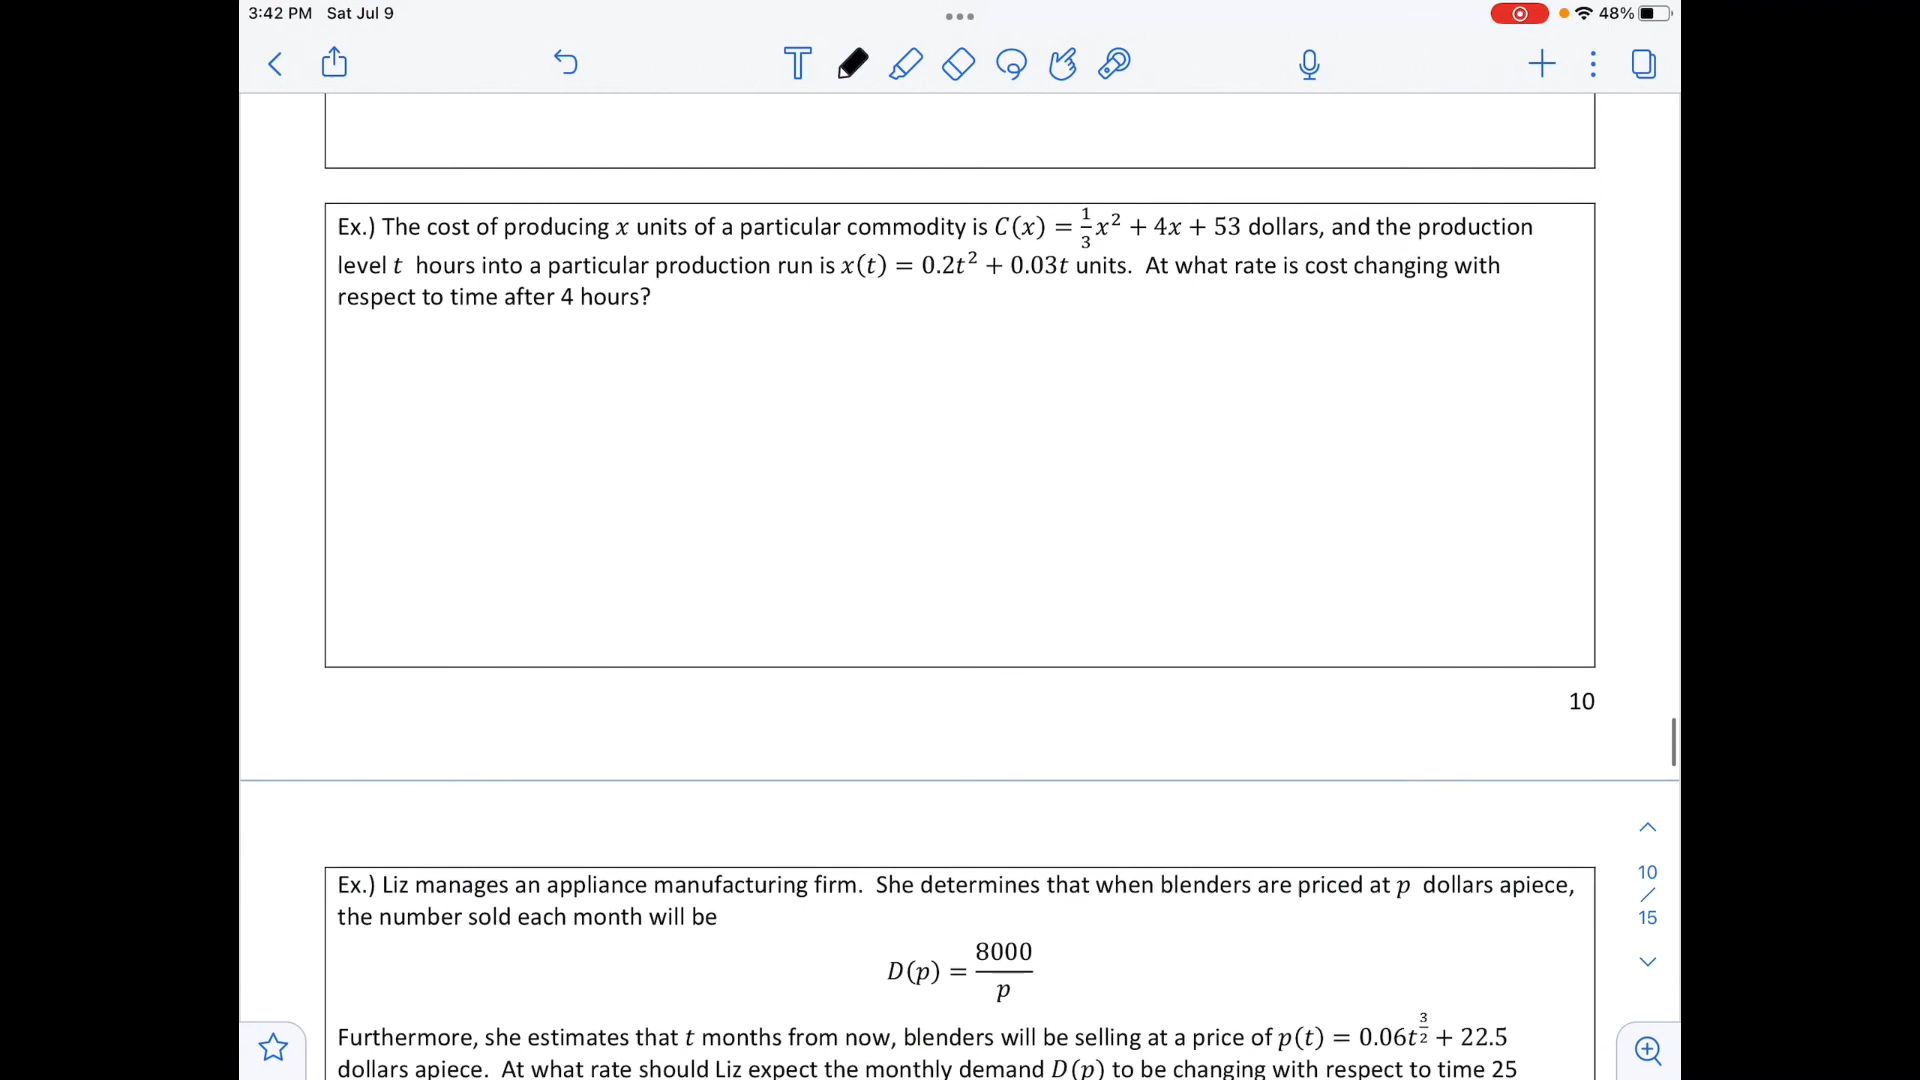 3:42 PM Sat Jul 9
48%
T
Ex.) The cost of producing x units of a particular commodity is C(x) = 1/3 x² + 4x + 53 dollars, and the production
level t hours into a particular production run is x(t) = 0.2t² + 0.03t units. At what rate is cost changing with
respect to time after 4 hours?
10
Ex.) Liz manages an appliance manufacturing firm. She determines that when blenders are priced at p dollars apiece,
the number sold each month will be
D(p) = 8000/p
Furthermore, she estimates that t months from now, blenders will be selling at a price of p(t) = 0.06t^(3/2) + 22.5
dollars apiece. At what rate should Liz expect the monthly demand D(p) to be changing with respect to time 25
10
/
15